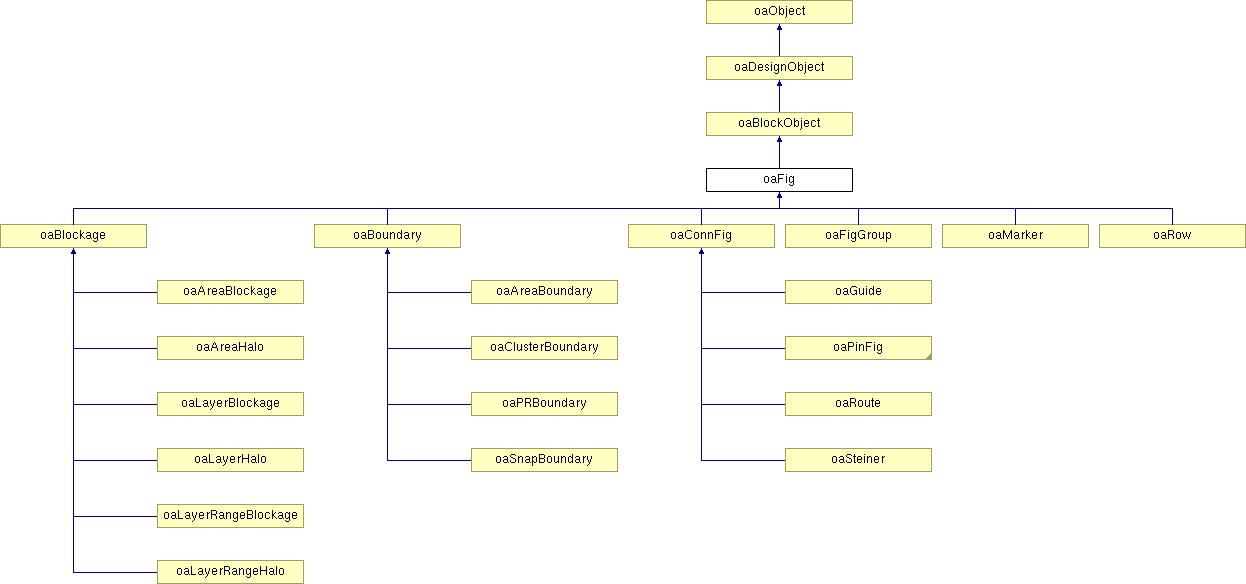 oaObject
oaDesignObject
oaBlockObject
oaFig
oaBlockage
oaBoundary
oaConnFig
oaFigGroup
oaMarker
oaRow
oaAreaBlockage
oaAreaBoundary
oaGuide
oaAreaHalo
oaClusterBoundary
oaPinFig
oaLayerBlockage
oaPRBoundary
oaRoute
oaLayerHalo
oaSnapBoundary
oaSteiner
oaLayerRangeBlockage
oaLayerRangeHalo